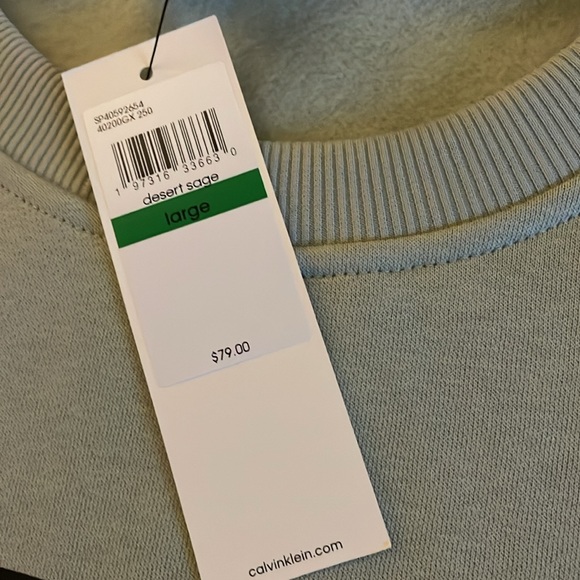 SP40592654
40200GX 250
1 97316 33663 0
desert sage
large
$79.00
calvinklein.com